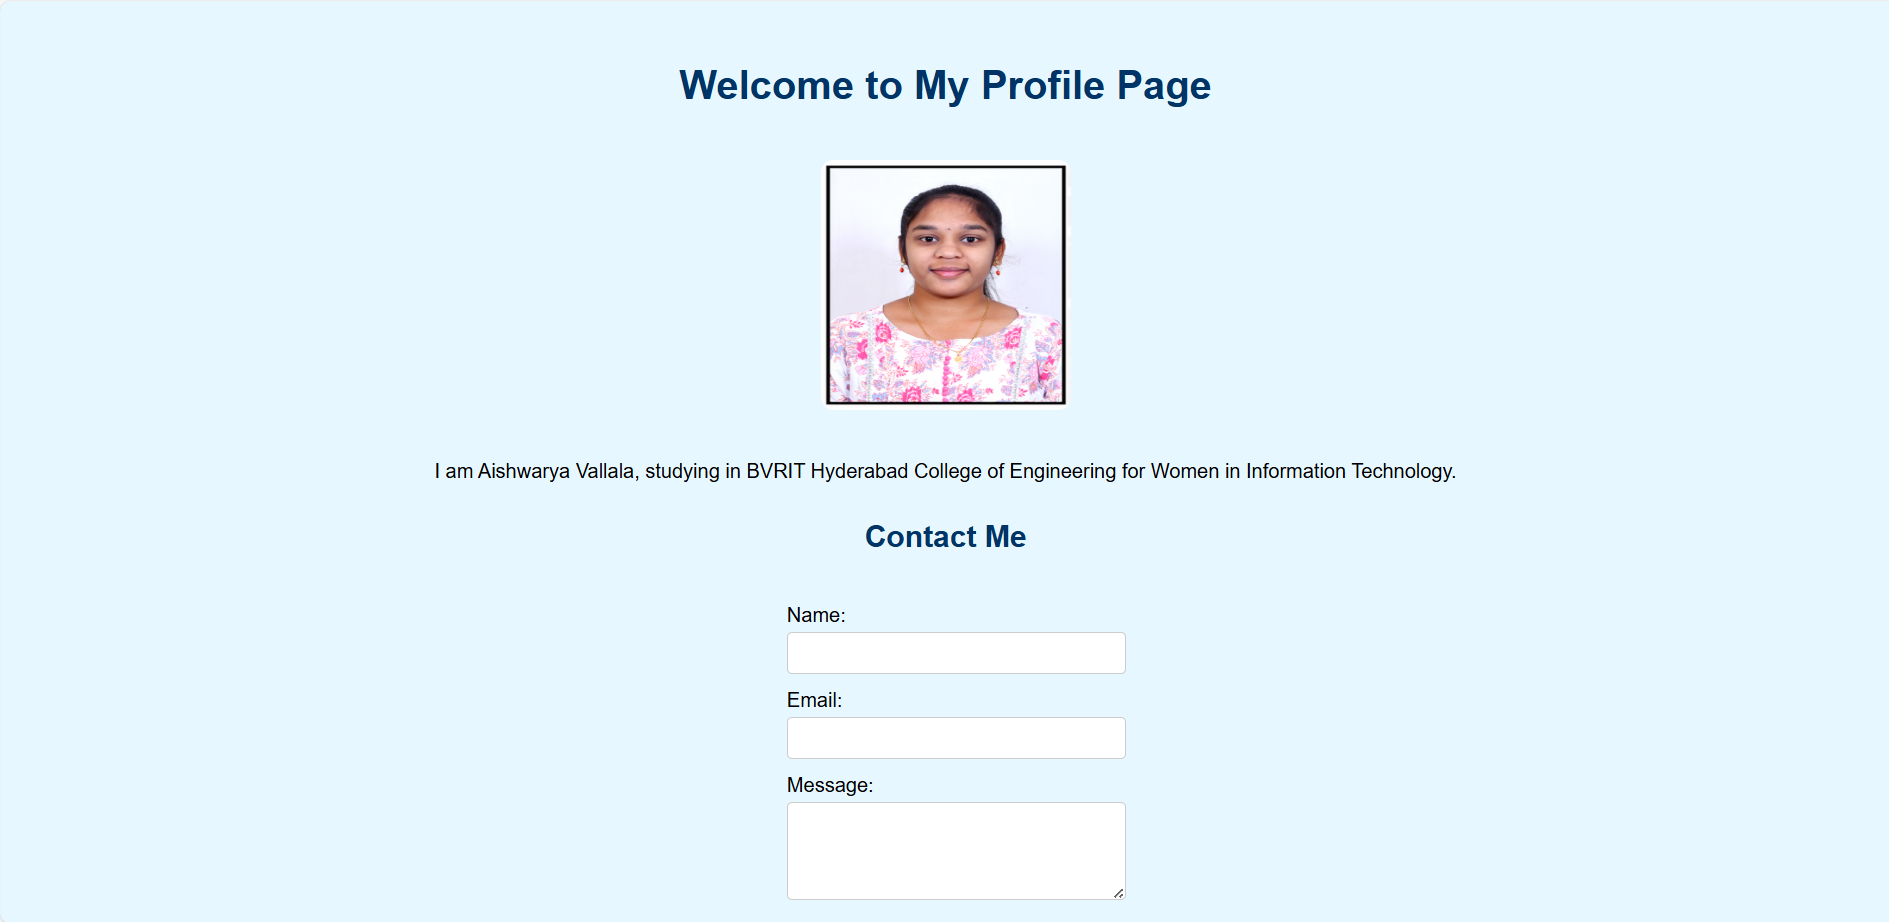 Welcome to My Profile Page
I am Aishwarya Vallala, studying in BVRIT Hyderabad College of Engineering for Women in Information Technology.
Contact Me
Name:
Email:
Message: